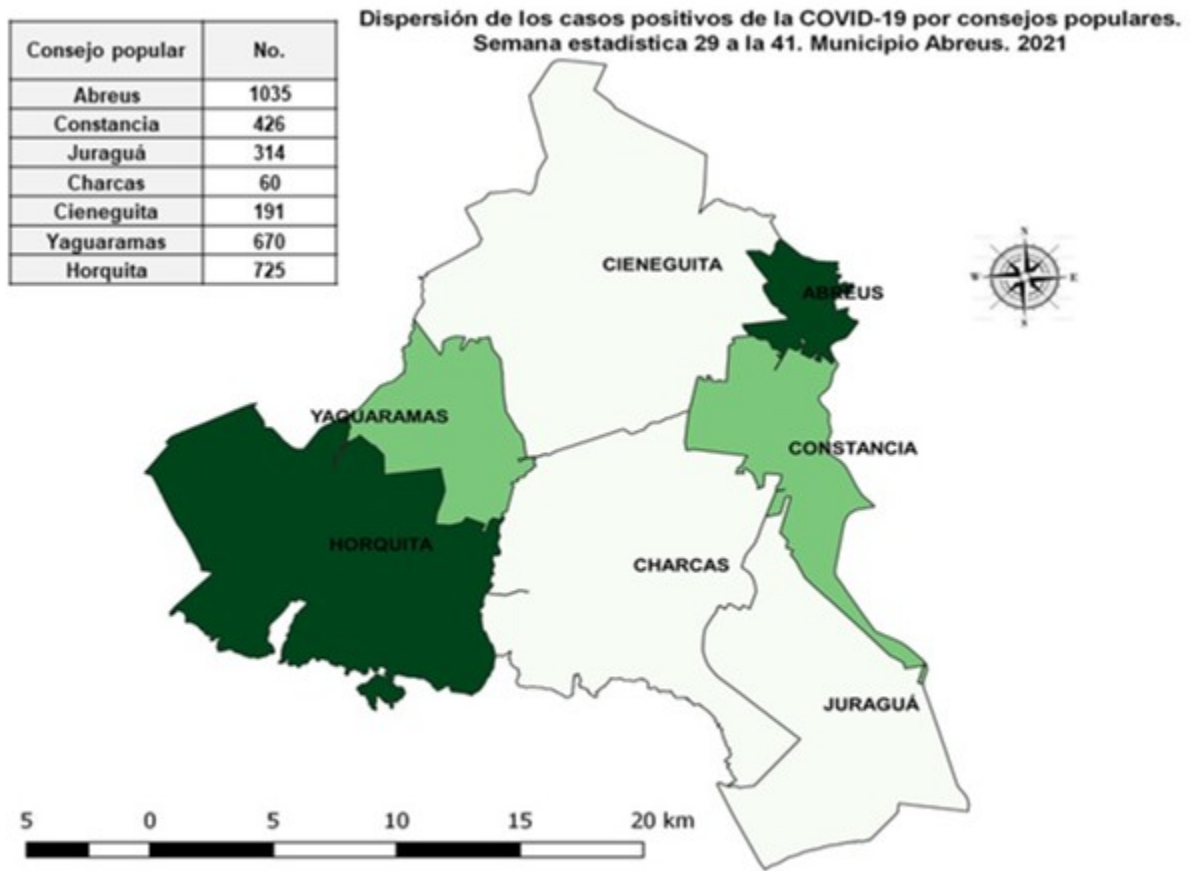 Dispersión de los casos positivos de la COVID-19 por consejos populares.
Semana estadística 29 a la 41. Municipio Abreus. 2021
Consejo popular No.
Abreus 1035
Constancia 426
Juraguá 314
Charcas 60
Cieneguita 191
Yaguaramas 670
Horquita 725
N
W E
S
CIENEGUITA
ABREUS
YAGUARAMAS
CONSTANCIA
HORQUITA
CHARCAS
JURAGUÁ
5 0 5 10 15 20 km